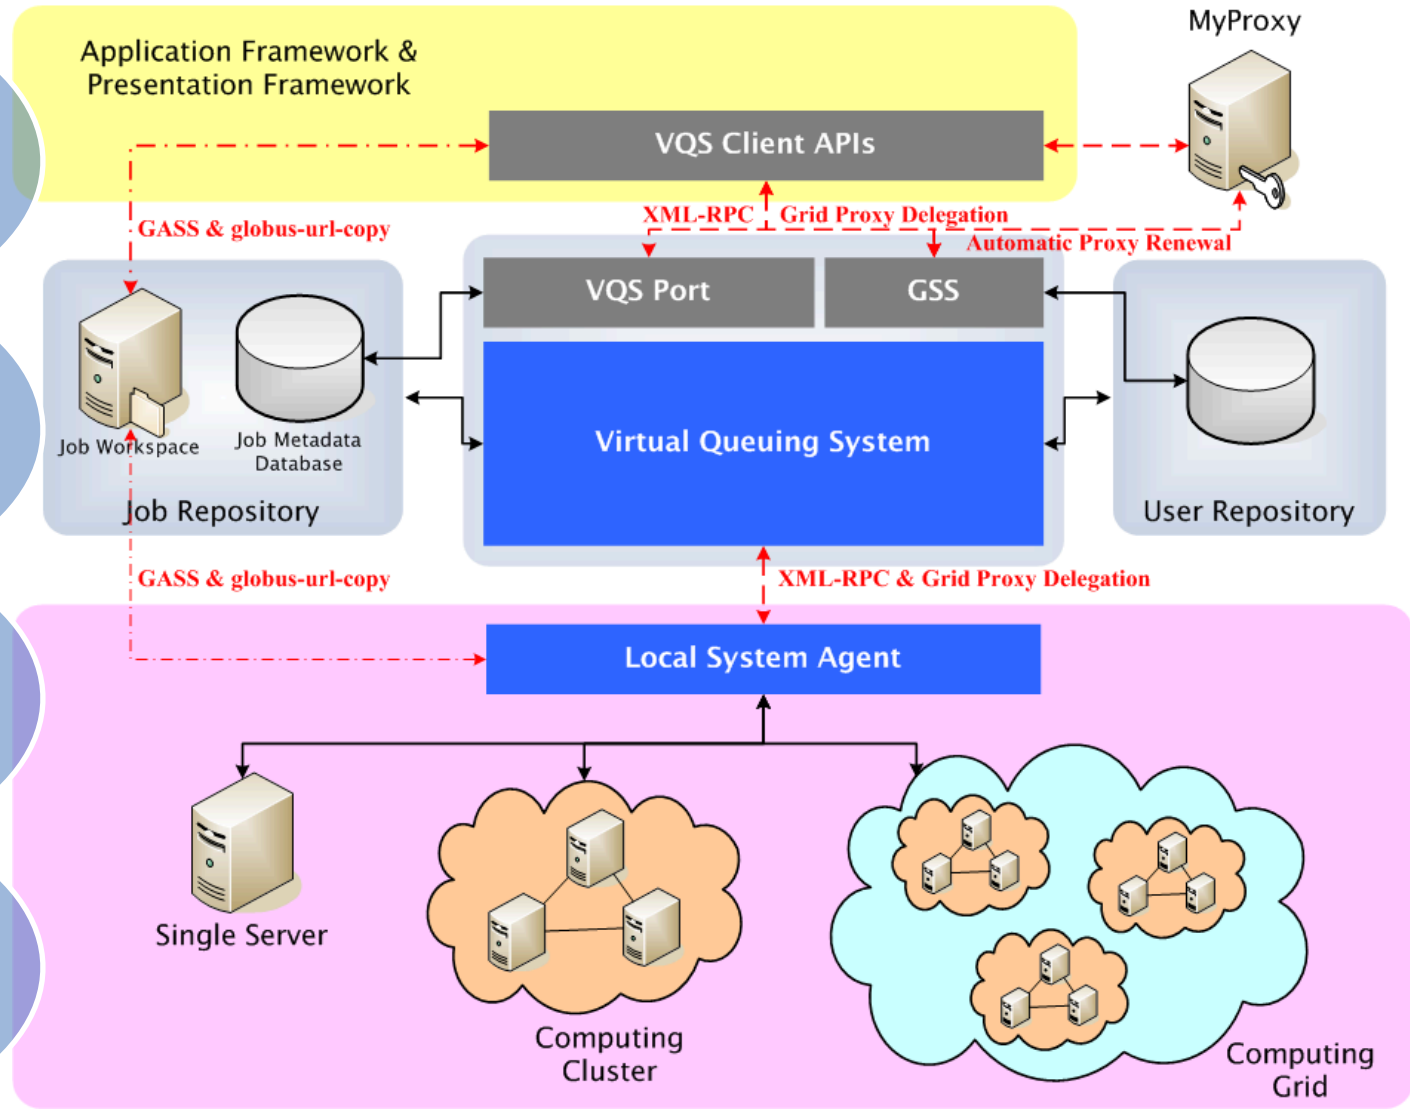 MyProxy
Application Framework &
Presentation Framework
VQS Client APIs
GASS & globus-url-copy
XML-RPC
Grid Proxy Delegation
Automatic Proxy Renewal
VQS Port
GSS
Virtual Queuing System
Job Workspace
Job Metadata
Database
Job Repository
User Repository
GASS & globus-url-copy
XML-RPC & Grid Proxy Delegation
Local System Agent
Single Server
Computing
Cluster
Computing
Grid